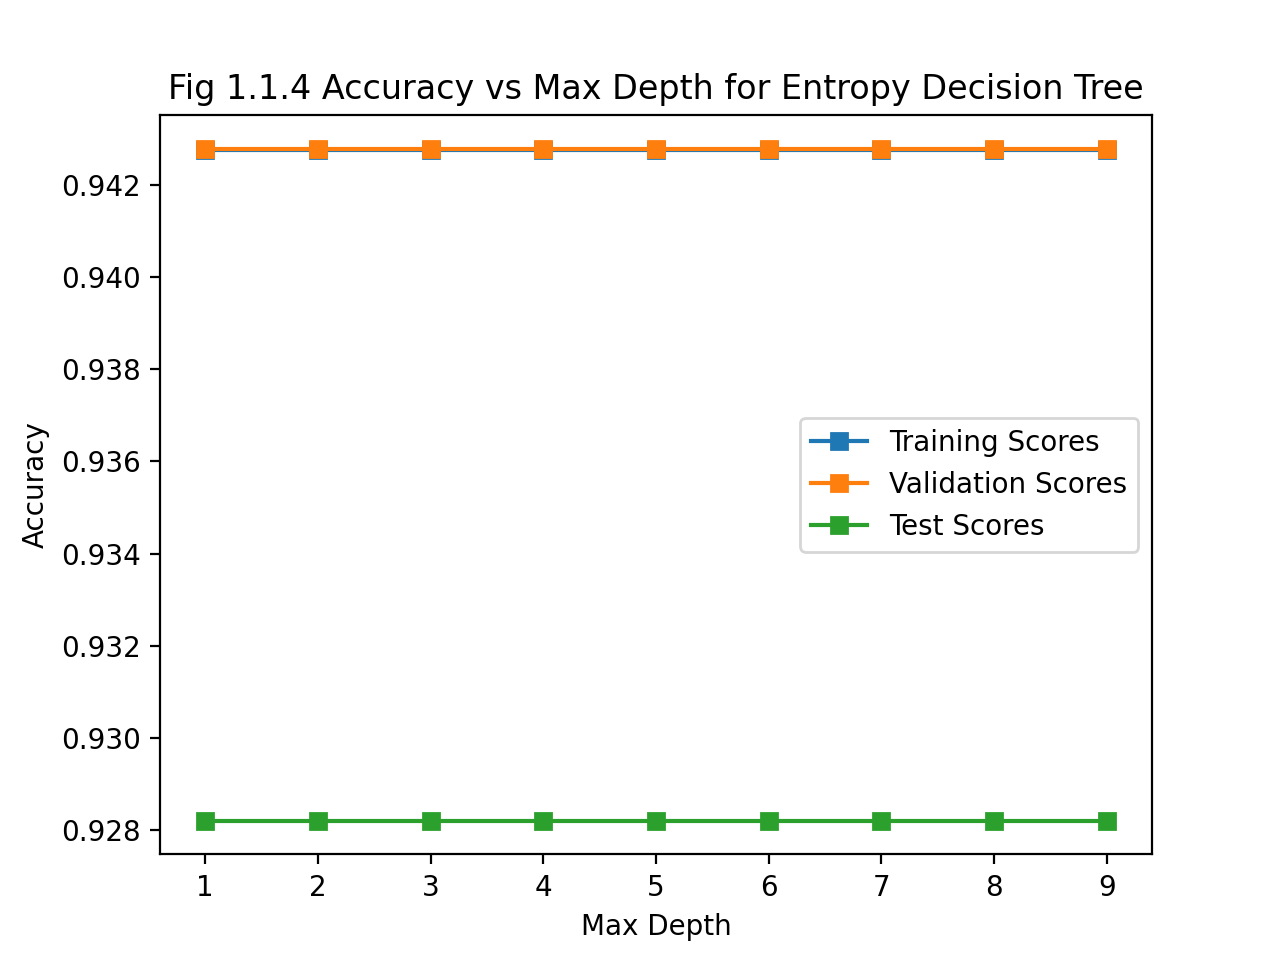 Fig 1.1.4 Accuracy vs Max Depth for Entropy Decision Tree
0.942
0.940
0.938
0.936
0.934
0.932
0.930
0.928
Accuracy
Training Scores
Validation Scores
Test Scores
1 2 3 4 5 6 7 8 9
Max Depth